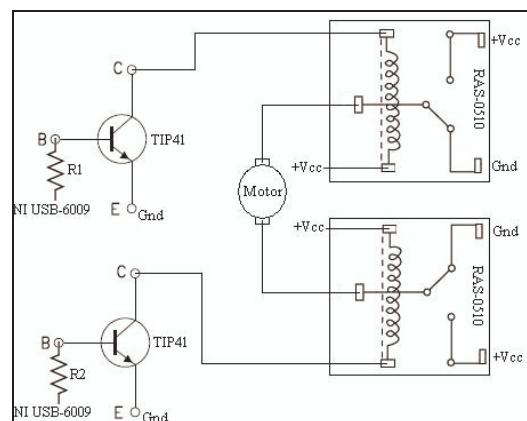 +Vcc
RAS-0510
C
B
TIP41
R1
NI USB-6009
E
Gnd
+Vcc
Gnd
Motor
+Vcc
Gnd
RAS-0510
C
B
TIP41
R2
NI USB-6009
E
Gnd
+Vcc